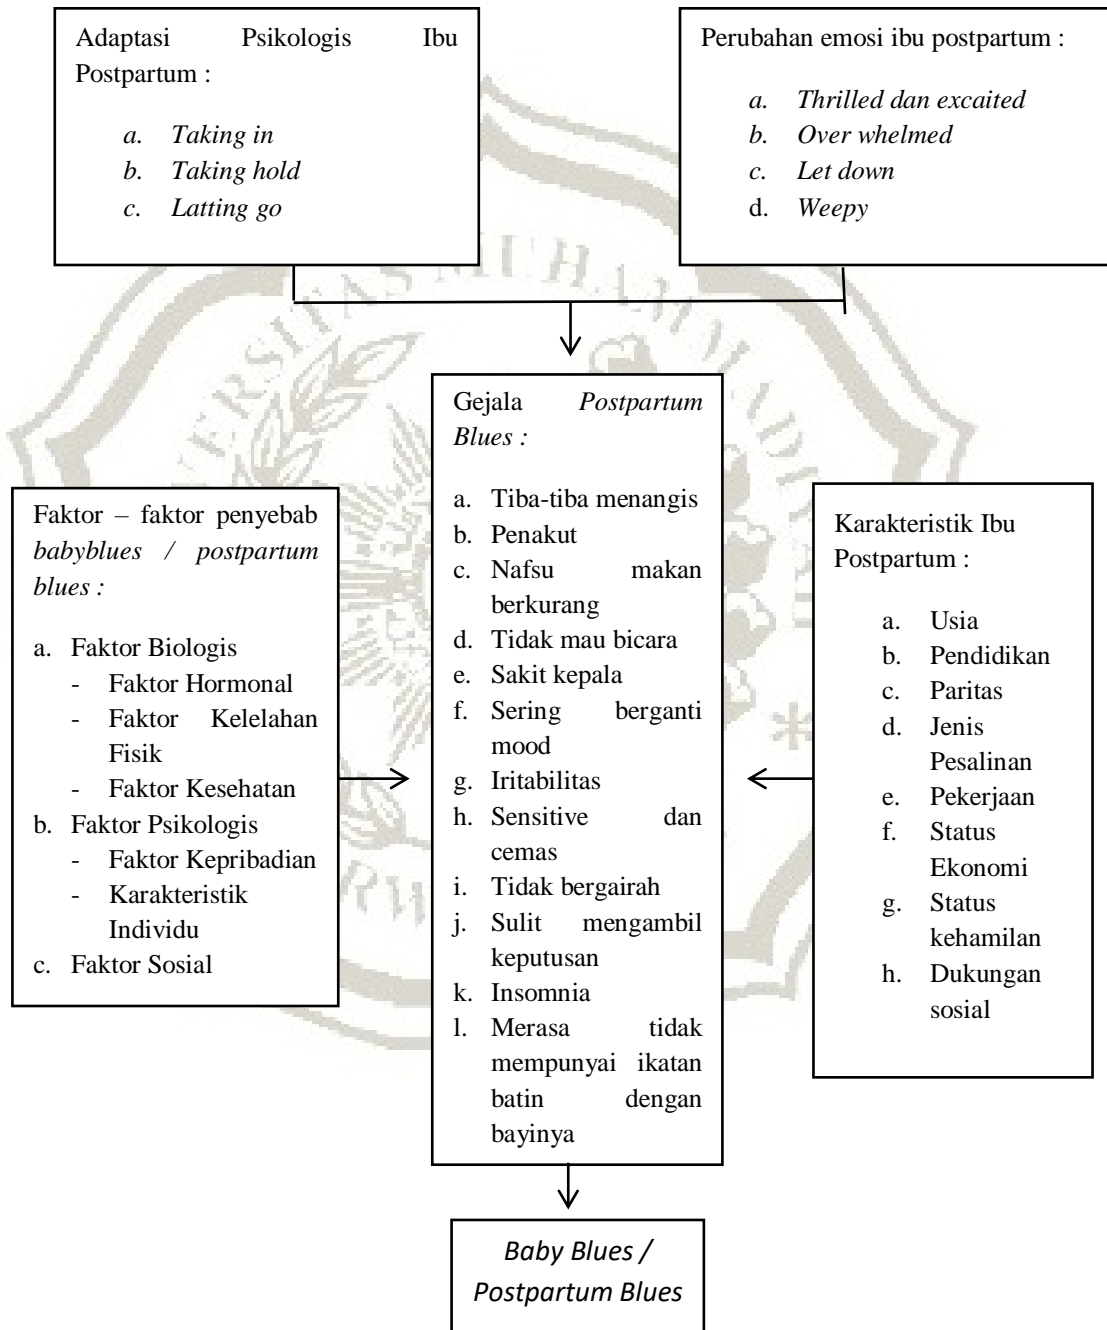 Adaptasi Psikologis Ibu
Postpartum :
a. Taking in
b. Taking hold
c. Latting go
Perubahan emosi ibu postpartum :
a. Thrilled dan excaited
b. Over whelmed
c. Let down
d. Weepy
Gejala Postpartum
Blues :
a. Tiba-tiba menangis
b. Penakut
c. Nafsu makan
berkurang
d. Tidak mau bicara
e. Sakit kepala
f. Sering berganti
mood
g. Iritabilitas
h. Sensitive dan
cemas
i. Tidak bergairah
j. Sulit mengambil
keputusan
k. Insomnia
l. Merasa tidak
mempunyai ikatan
batin dengan
bayinya
Faktor – faktor penyebab
babyblues / postpartum
blues :
a. Faktor Biologis
- Faktor Hormonal
- Faktor Kelelahan
Fisik
- Faktor Kesehatan
b. Faktor Psikologis
- Faktor Kepribadian
- Karakteristik
Individu
c. Faktor Sosial
Karakteristik Ibu
Postpartum :
a. Usia
b. Pendidikan
c. Paritas
d. Jenis
Pesalinan
e. Pekerjaan
f. Status
Ekonomi
g. Status
kehamilan
h. Dukungan
sosial
Baby Blues /
Postpartum Blues